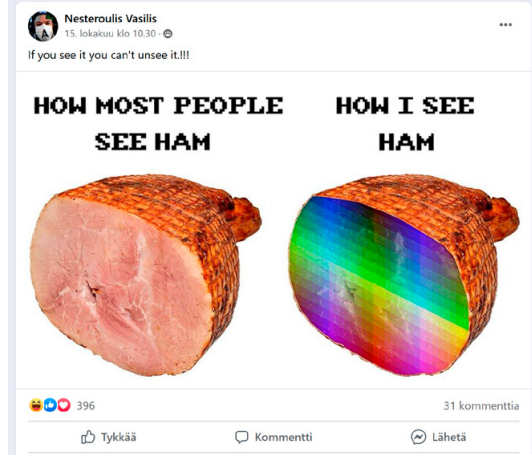 Nesteroulis Vasilis
15. lokakuu klo 10.30 ·
If you see it you can't unsee it.!!!
HOW MOST PEOPLE
SEE HAM
HOW I SEE
HAM
396
31 kommenttia
Tykkää
Kommentti
Lähetä